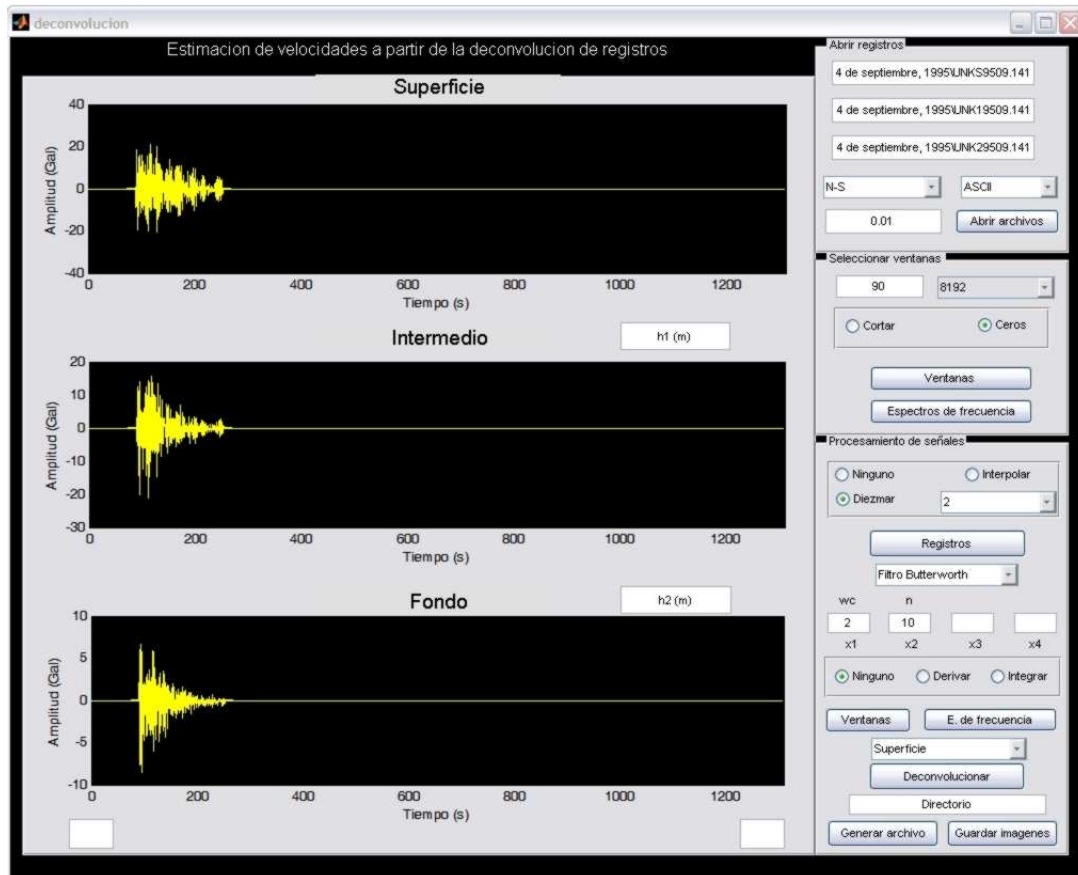 deconvolucion
Estimacion de velocidades a partir de la deconvolucion de registros
Superficie
40
20
0
-20
-40
Amplitud (Gal)
0 200 400 600 800 1000 1200
Tiempo (s)
Intermedio
h1 (m)
20
10
0
-10
-20
-30
Amplitud (Gal)
0 200 400 600 800 1000 1200
Tiempo (s)
Fondo
h2 (m)
10
5
0
-5
-10
Amplitud (Gal)
0 200 400 600 800 1000 1200
Tiempo (s)
Abrir registros
4 de septiembre, 1995\UNKS9509.141
4 de septiembre, 1995\UNK19509.141
4 de septiembre, 1995\UNK29509.141
N-S ASCII
0.01 Abrir archivos
Seleccionar ventanas
90 8192
Cortar Ceros
Ventanas
Espectros de frecuencia
Procesamiento de señales
Ninguno Interpolar
Diezmar 2
Registros
Filtro Butterworth
wc n
2 10
x1 x2 x3 x4
Ninguno Derivar Integrar
Ventanas E. de frecuencia
Superficie
Deconvolucionar
Directorio
Generar archivo Guardar imagenes